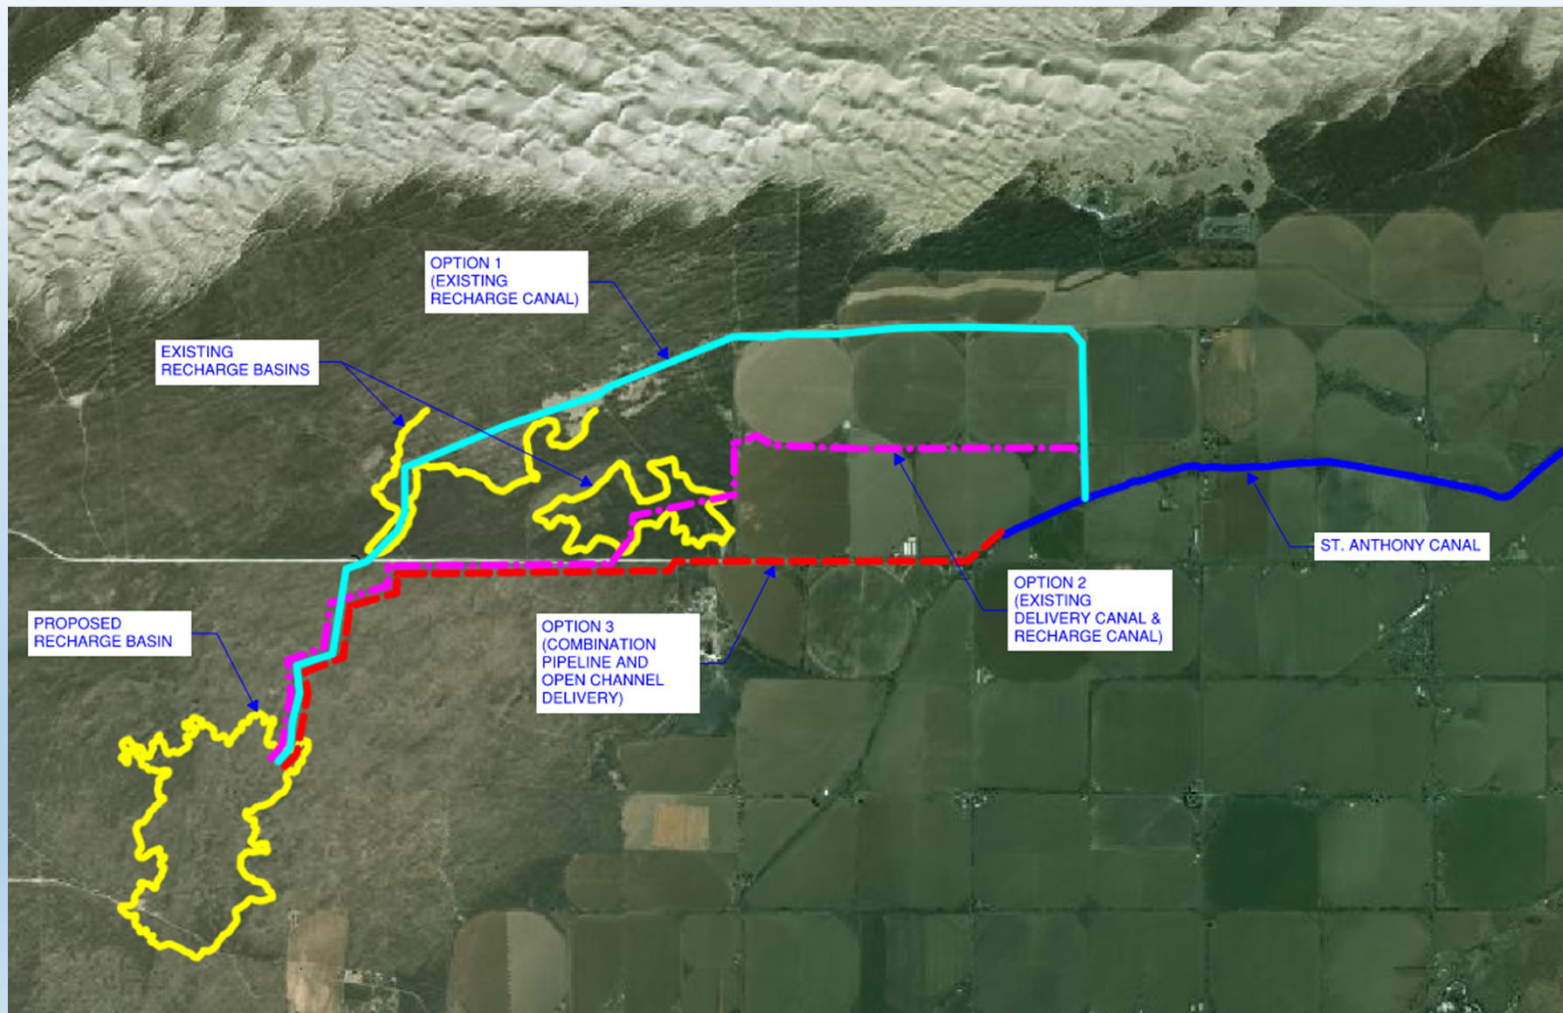 OPTION 1
(EXISTING
RECHARGE CANAL)
EXISTING
RECHARGE BASINS
ST. ANTHONY CANAL
OPTION 2
(EXISTING
DELIVERY CANAL &
RECHARGE CANAL)
PROPOSED
RECHARGE BASIN
OPTION 3
(COMBINATION
PIPELINE AND
OPEN CHANNEL
DELIVERY)